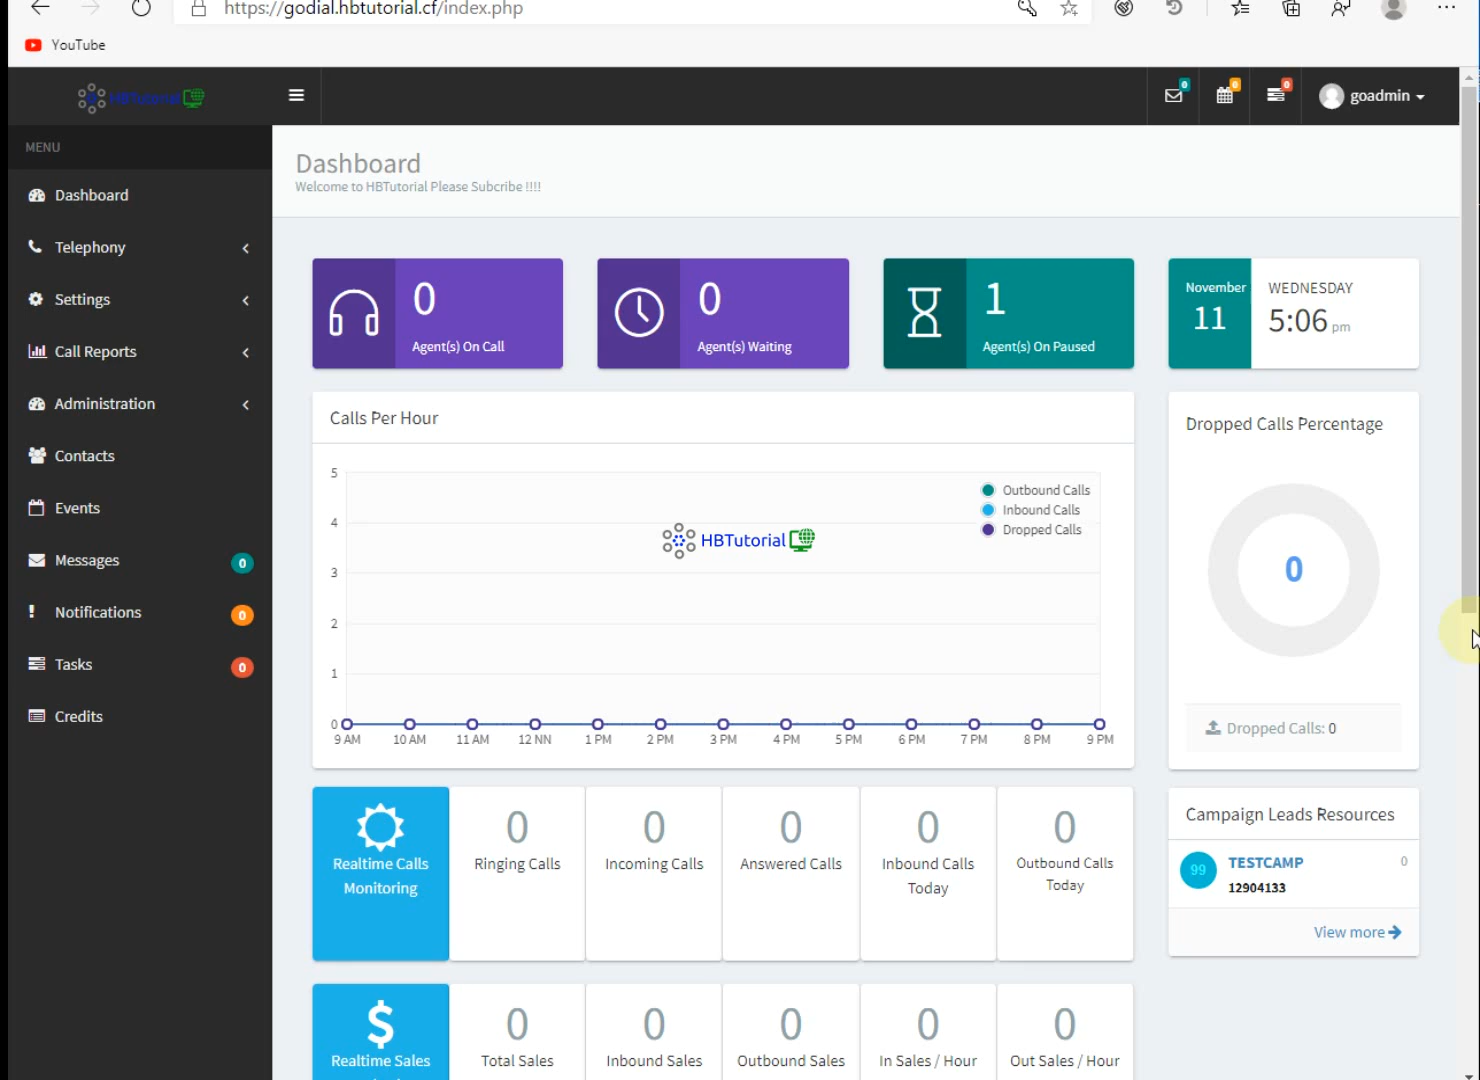 https://godial.hbtutorial.cf/index.php
YouTube
HBTutorial
0
0
0
goadmin
MENU
Dashboard
Telephony
Settings
Call Reports
Administration
Contacts
Events
Messages 0
Notifications 0
Tasks 0
Credits
Dashboard
Welcome to HBTutorial Please Subcribe !!!!
0
Agent(s) On Call
0
Agent(s) Waiting
1
Agent(s) On Paused
November
11
WEDNESDAY
5:06 pm
Calls Per Hour
5
4
3
2
1
0
Outbound Calls
Inbound Calls
Dropped Calls
HBTutorial
9 AM 10 AM 11 AM 12 NN 1 PM 2 PM 3 PM 4 PM 5 PM 6 PM 7 PM 8 PM 9 PM
Dropped Calls Percentage
0
Dropped Calls: 0
Realtime Calls
Monitoring
0
Ringing Calls
0
Incoming Calls
0
Answered Calls
0
Inbound Calls
Today
0
Outbound Calls
Today
Campaign Leads Resources
99
TESTCAMP
0
12904133
View more
$
Realtime Sales
0
Total Sales
0
Inbound Sales
0
Outbound Sales
0
In Sales / Hour
0
Out Sales / Hour